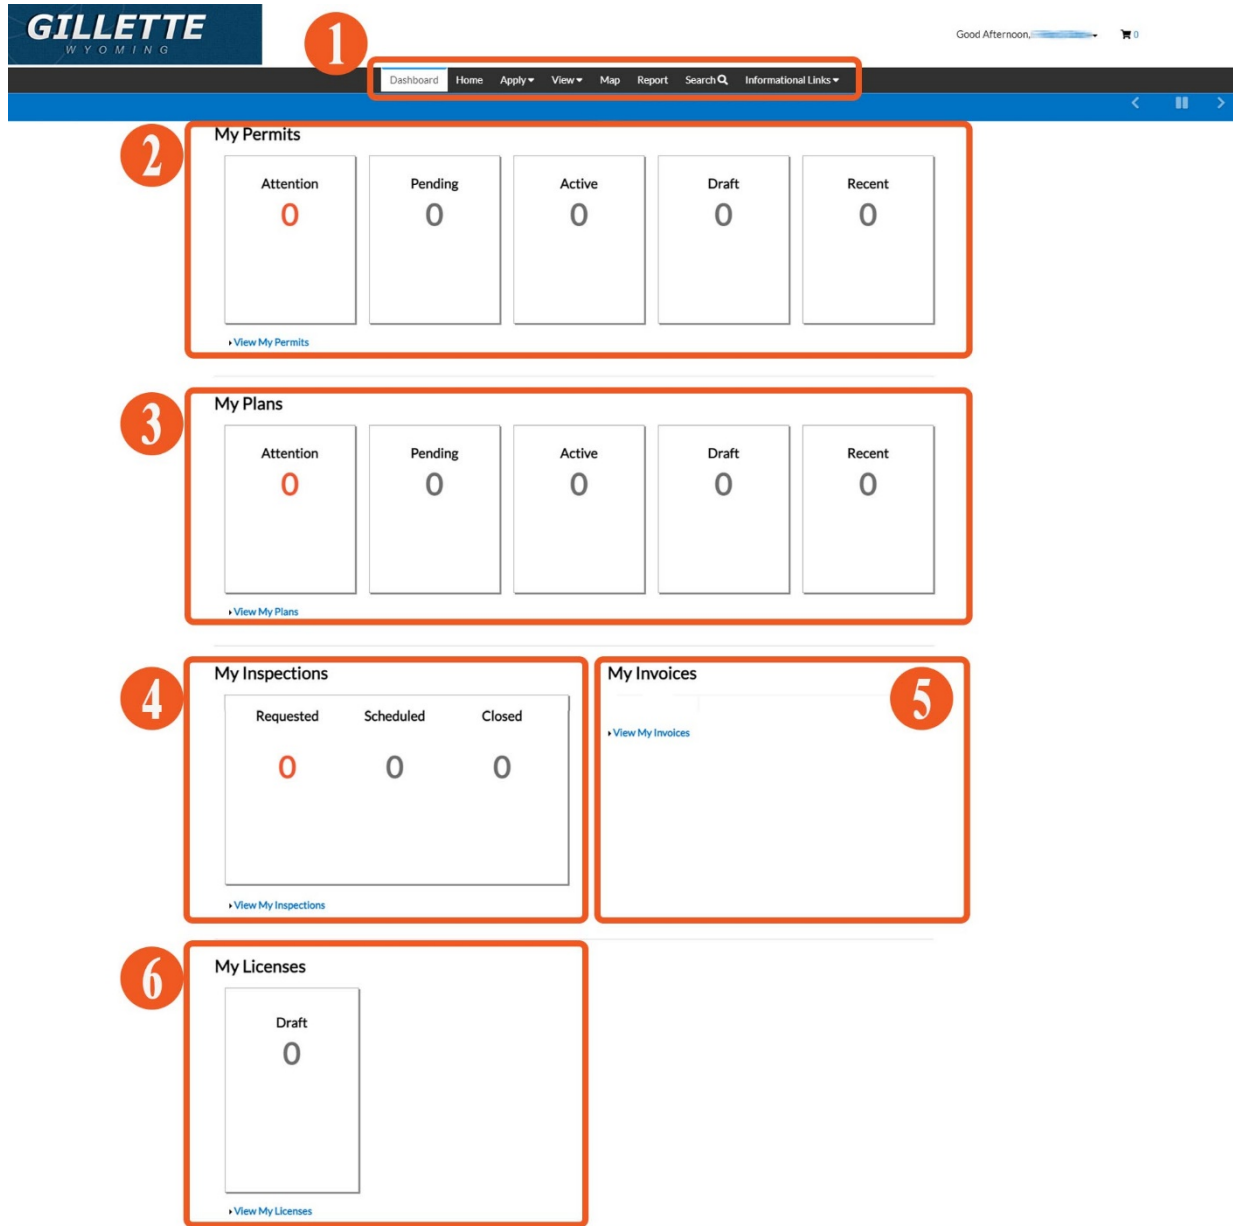 GILLETTE
WYOMING
1
Good Afternoon,
0
Dashboard Home Apply View Map Report Search Informational Links
2
My Permits
Attention Pending Active Draft Recent
0 0 0 0 0
View My Permits
3
My Plans
Attention Pending Active Draft Recent
0 0 0 0 0
View My Plans
4
My Inspections
Requested Scheduled Closed
0 0 0
View My Inspections
My Invoices
5
View My Invoices
6
My Licenses
Draft
0
View My Licenses